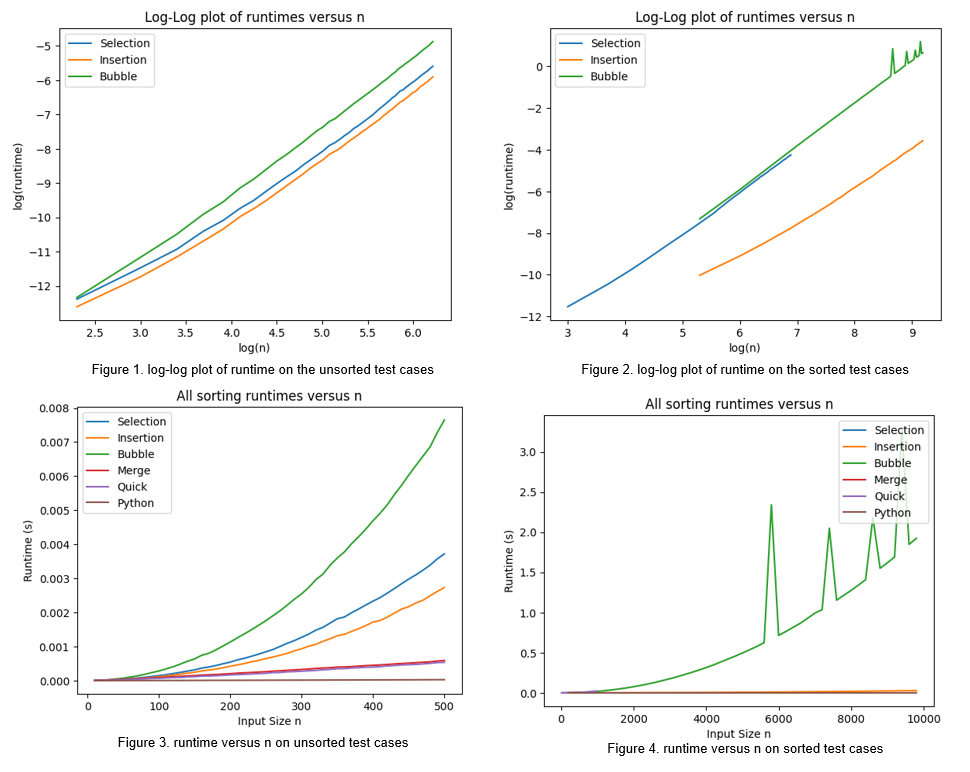 Log-Log plot of runtimes versus n
Selection
Insertion
Bubble
−5
−6
−7
−8
−9
−10
−11
−12
log(runtime)
2.5 3.0 3.5 4.0 4.5 5.0 5.5 6.0
log(n)
Figure 1. log-log plot of runtime on the unsorted test cases
Log-Log plot of runtimes versus n
Selection
Insertion
Bubble
0
−2
−4
−6
−8
−10
−12
log(runtime)
3 4 5 6 7 8 9
log(n)
Figure 2. log-log plot of runtime on the sorted test cases
All sorting runtimes versus n
Selection
Insertion
Bubble
Merge
Quick
Python
0.008
0.007
0.006
0.005
0.004
0.003
0.002
0.001
0.000
Runtime (s)
0 100 200 300 400 500
Input Size n
Figure 3. runtime versus n on unsorted test cases
All sorting runtimes versus n
Selection
Insertion
Bubble
Merge
Quick
Python
3.0
2.5
2.0
1.5
1.0
0.5
0.0
Runtime (s)
0 2000 4000 6000 8000 10000
Input Size n
Figure 4. runtime versus n on sorted test cases